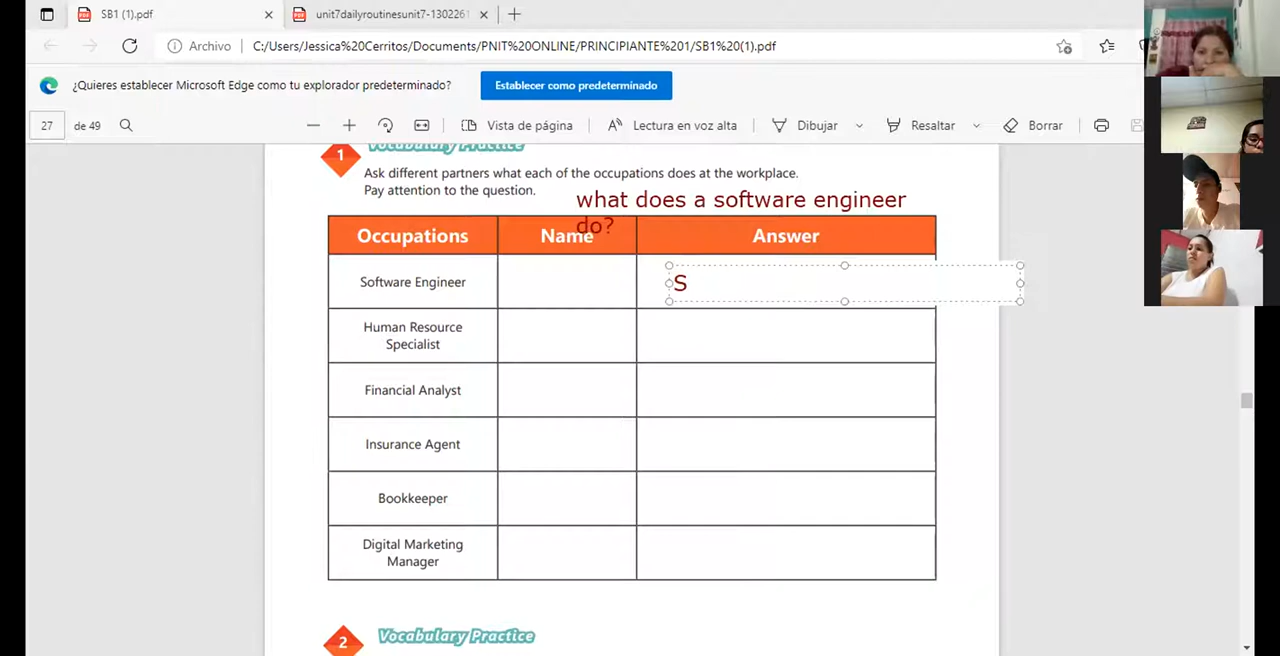 SB1 (1).pdf
unit7dailyroutinesunit7-1302261
Archivo
C:/Users/Jessica%20Cerritos/Documents/PNIT%20ONLINE/PRINCIPIANTE%201/SB1%20(1).pdf
¿Quieres establecer Microsoft Edge como tu explorador predeterminado?
Establecer como predeterminado
27 de 49
Vista de página
Lectura en voz alta
Dibujar
Resaltar
Borrar
1 Vocabulary Practice
Ask different partners what each of the occupations does at the workplace.
Pay attention to the question.
what does a software engineer
do?
Occupations Name Answer
Software Engineer
S
Human Resource
Specialist
Financial Analyst
Insurance Agent
Bookkeeper
Digital Marketing
Manager
2 Vocabulary Practice